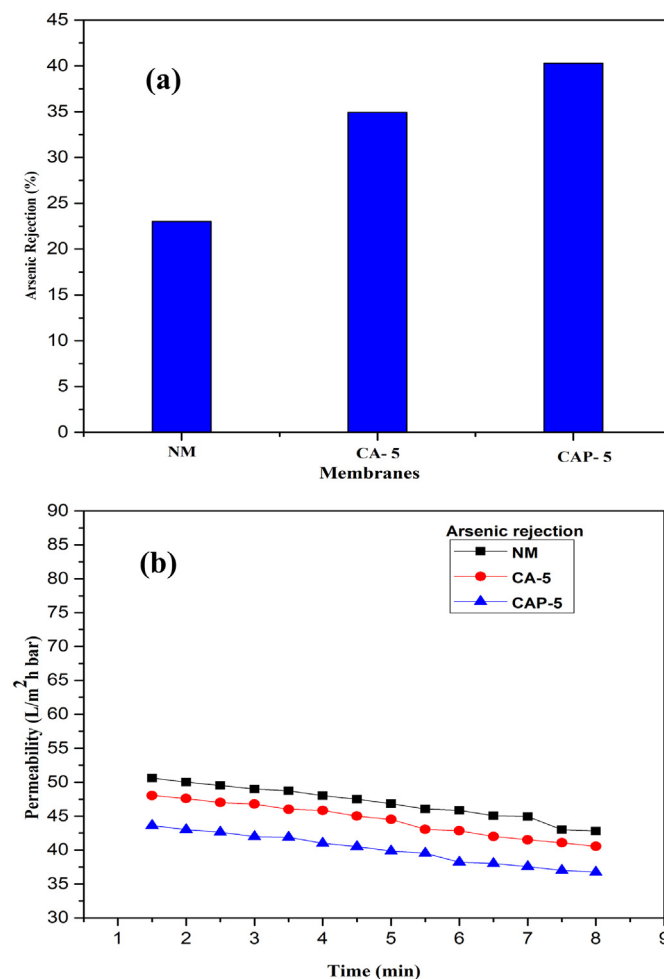 45
40
35
30
25
20
15
10
5
0
Arsenic Rejection (%)
(a)
NM
CA- 5
CAP- 5
Membranes
90
85
80
75
70
65
60
55
50
45
40
35
30
Permeability (L/m²h bar)
(b)
Arsenic rejection
NM
CA-5
CAP-5
1 2 3 4 5 6 7 8 9
Time (min)